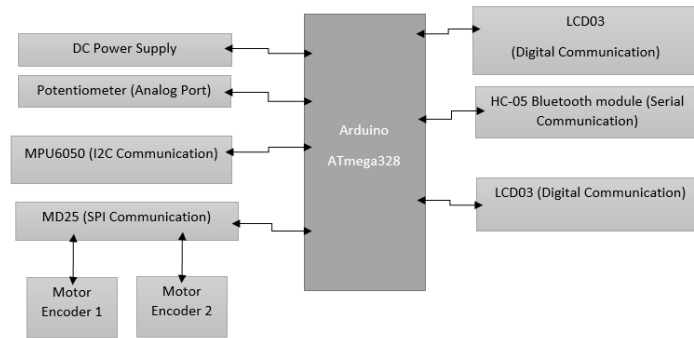 DC Power Supply
Potentiometer (Analog Port)
MPU6050 (I2C Communication)
MD25 (SPI Communication)
Motor
Encoder 1
Motor
Encoder 2
Arduino
ATmega328
LCD03
(Digital Communication)
HC-05 Bluetooth module (Serial
Communication)
LCD03 (Digital Communication)